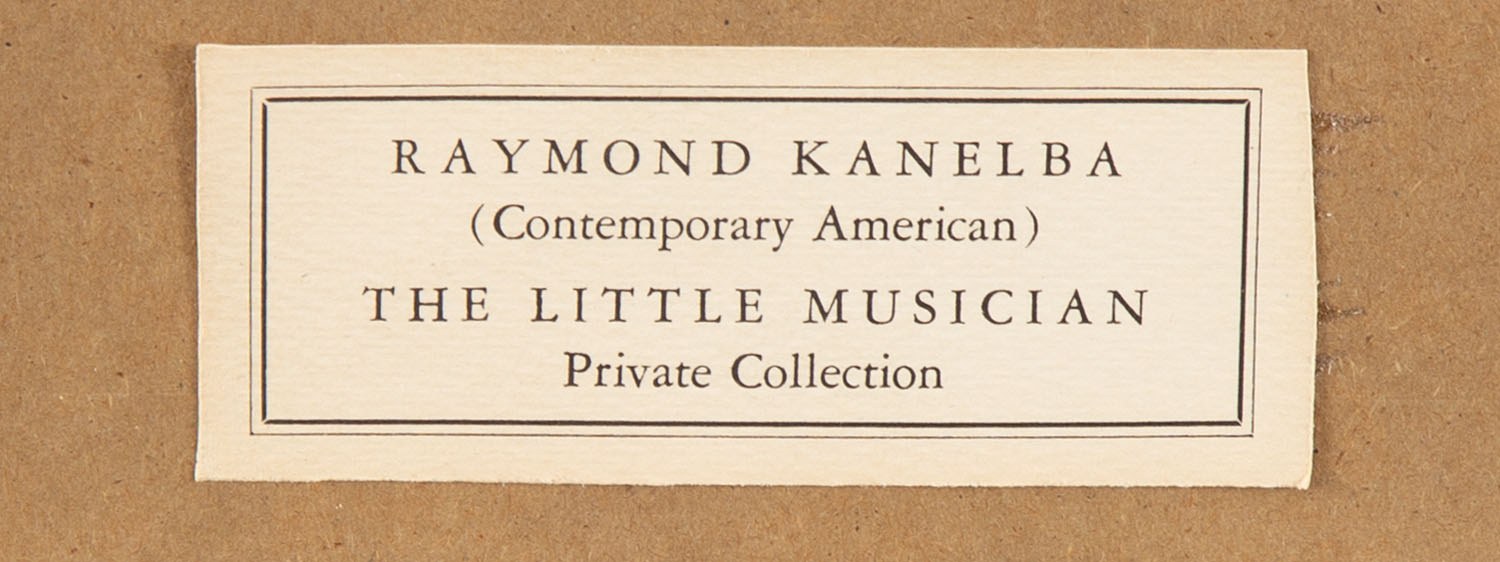 RAYMOND KANELBA
(Contemporary American)
THE LITTLE MUSICIAN
Private Collection